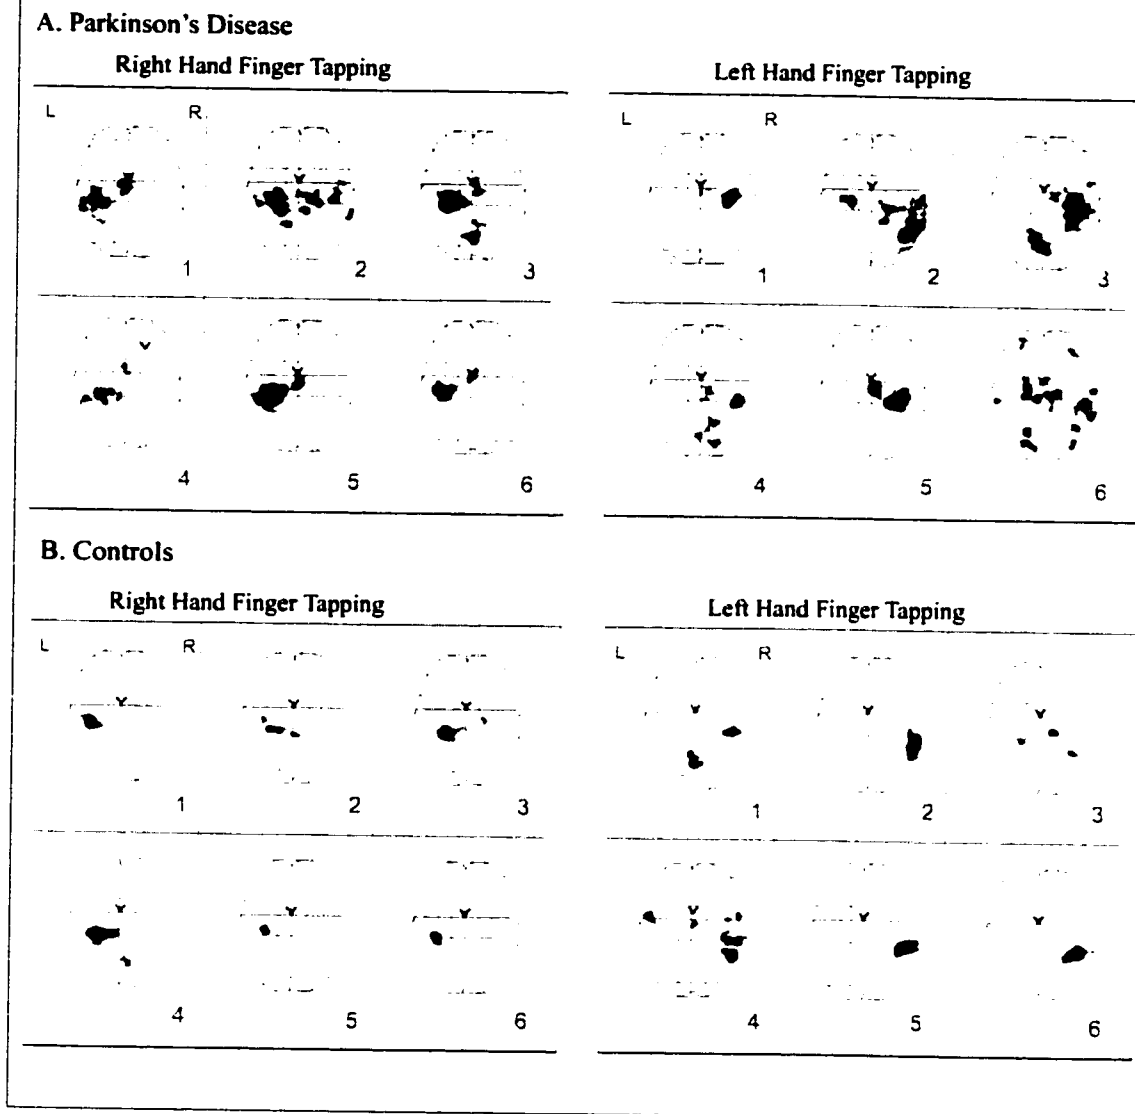 A. Parkinson's Disease
Right Hand Finger Tapping
Left Hand Finger Tapping
L R
L R
1 2 3
1 2 3
4 5 6
4 5 6
B. Controls
Right Hand Finger Tapping
Left Hand Finger Tapping
L R
L R
1 2 3
1 2 3
4 5 6
4 5 6